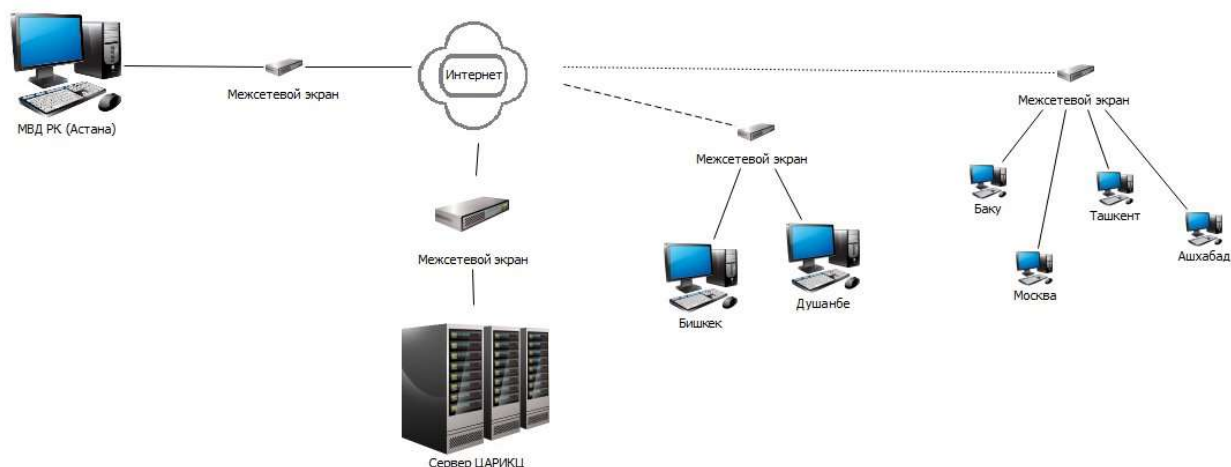 Интернет
Межсетевой экран
МВД РК (Астана)
Межсетевой экран
Межсетевой экран
Баку
Ташкент
Ашхабад
Москва
Межсетевой экран
Бишкек
Душанбе
Сервер ЦАРИКЦ